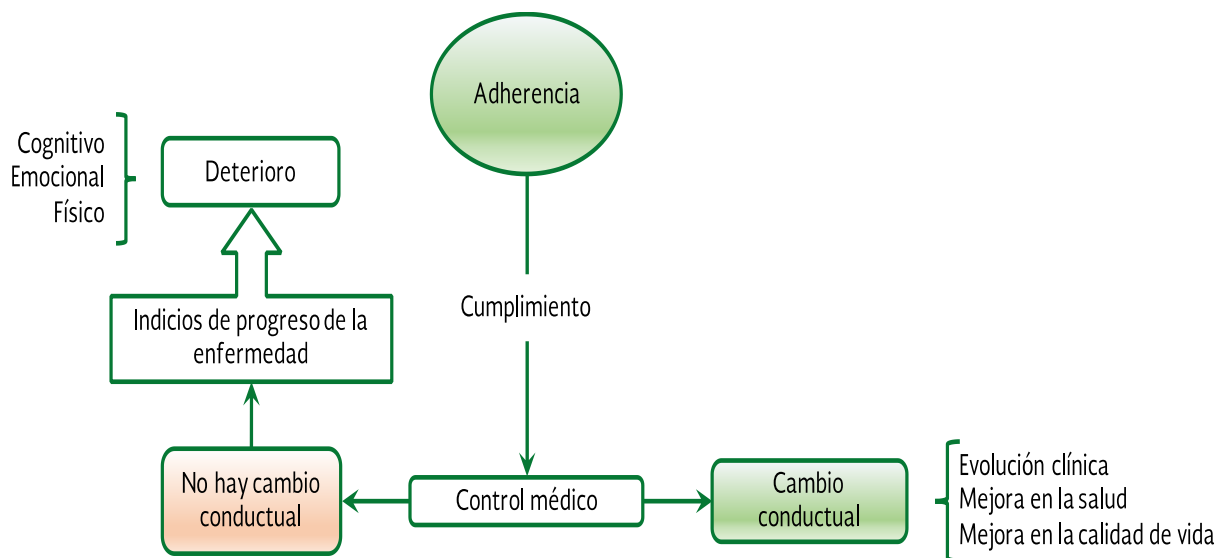 Adherencia
Cognitivo
Emocional
Físico
Deterioro
Cumplimiento
Indicios de progreso de la
enfermedad
No hay cambio
conductual
Control médico
Cambio
conductual
Evolución clínica
Mejora en la salud
Mejora en la calidad de vida